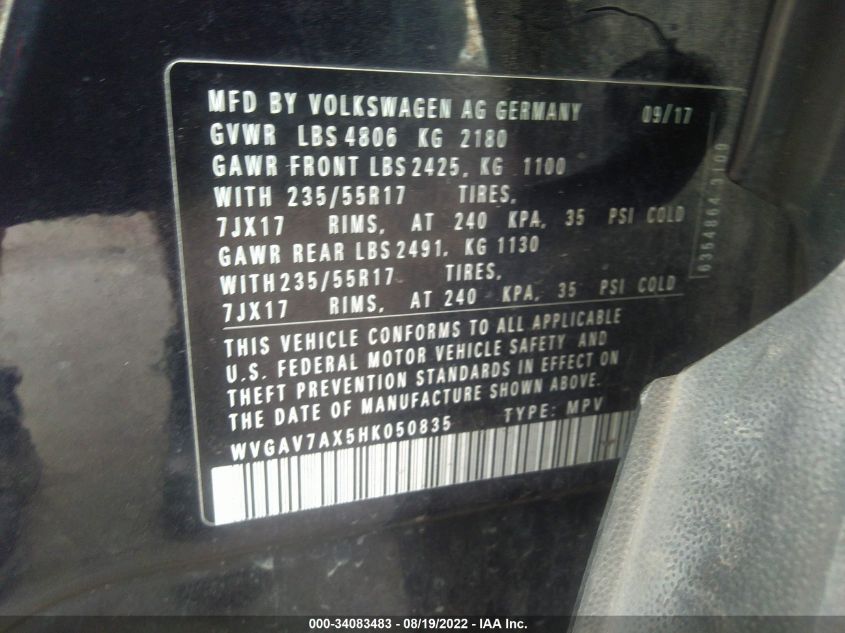 MFD BY VOLKSWAGEN AG GERMANY 09/17
GVWR LBS 4806 KG 2180
GAWR FRONT LBS 2425, KG 1100
WITH 235/55R17 TIRES,
7JX17 RIMS, AT 240 KPA, 35 PSI COLD
GAWR REAR LBS 2491, KG 1130
WITH 235/55R17 TIRES,
7JX17 RIMS, AT 240 KPA, 35 PSI COLD
THIS VEHICLE CONFORMS TO ALL APPLICABLE
U.S. FEDERAL MOTOR VEHICLE SAFETY AND
THEFT PREVENTION STANDARDS IN EFFECT ON
THE DATE OF MANUFACTURE SHOWN ABOVE.
WVGAV7AX5HK050835 TYPE: MPV
6354864 3109
000-34083483 - 08/19/2022 - IAA Inc.